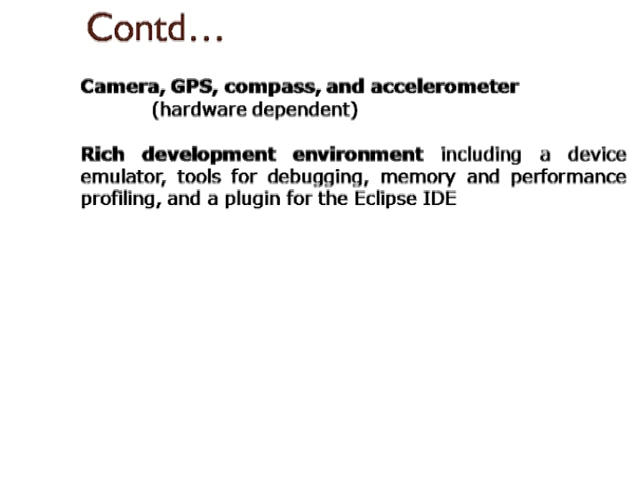 Contd...
Camera, GPS, compass, and accelerometer
(hardware dependent)
Rich development environment including a device
emulator, tools for debugging, memory and performance
profiling, and a plugin for the Eclipse IDE